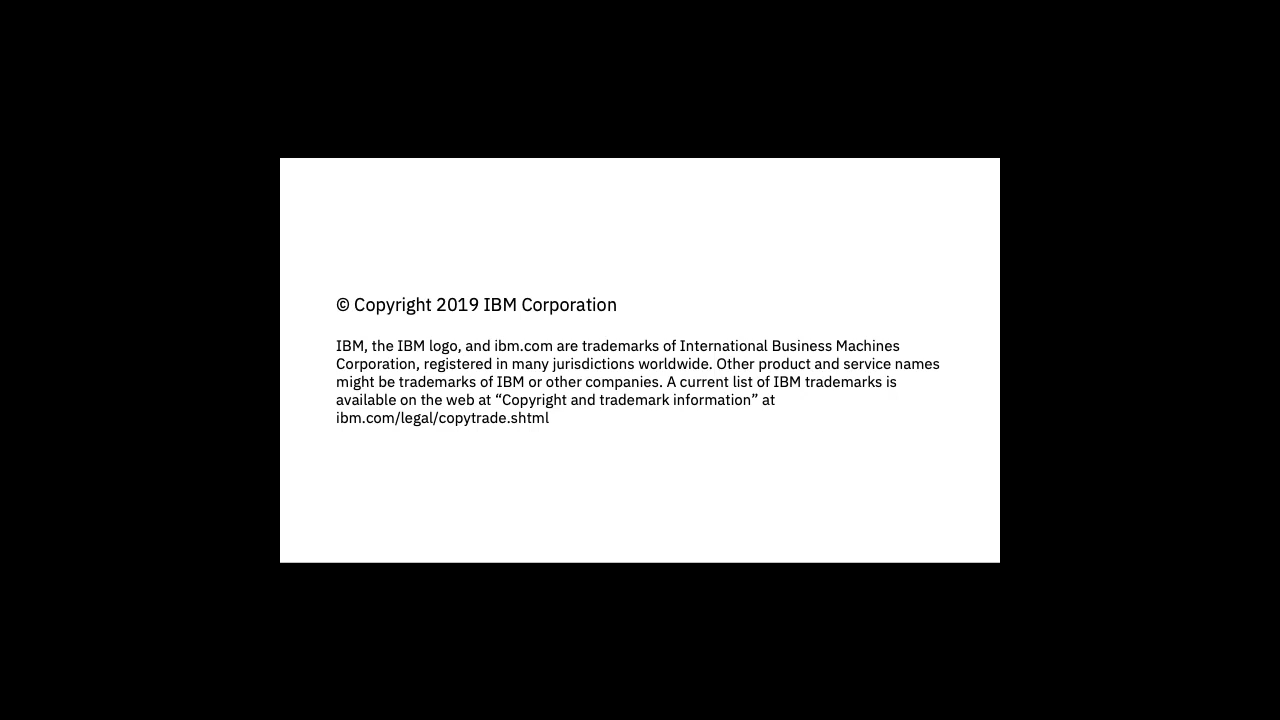 © Copyright 2019 IBM Corporation
IBM, the IBM logo, and ibm.com are trademarks of International Business Machines
Corporation, registered in many jurisdictions worldwide. Other product and service names
might be trademarks of IBM or other companies. A current list of IBM trademarks is
available on the web at “Copyright and trademark information” at
ibm.com/legal/copytrade.shtml